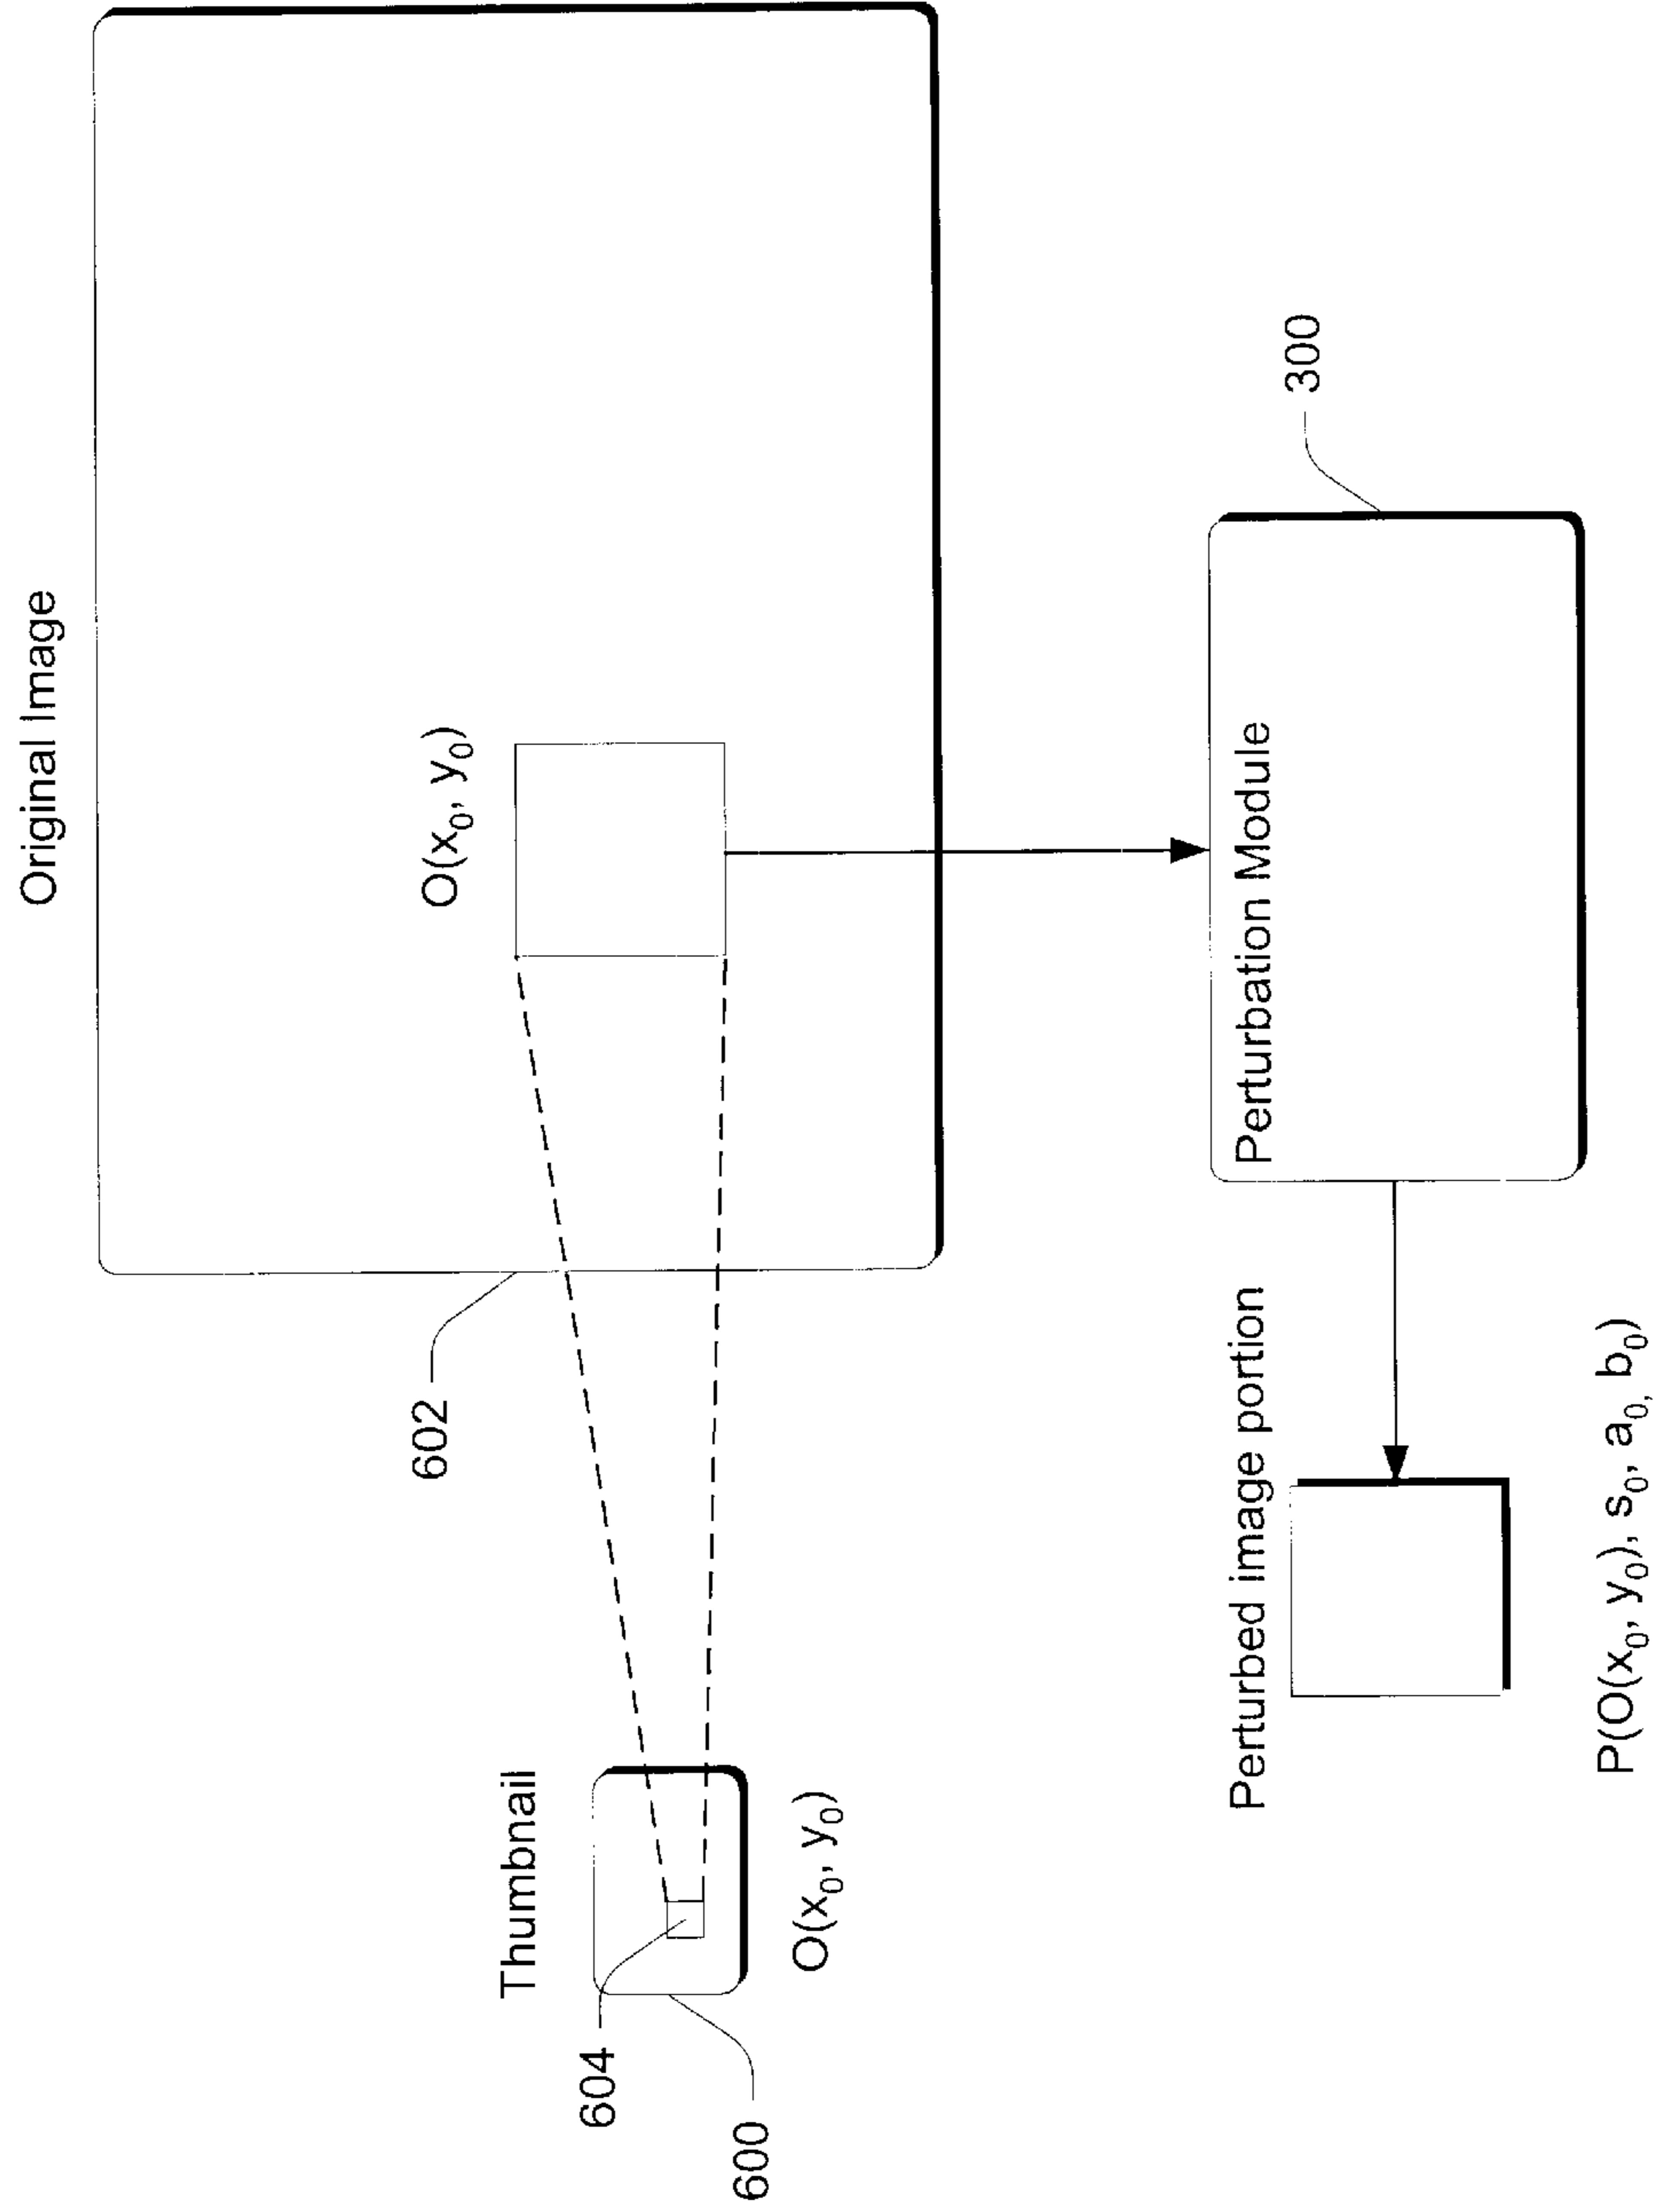 Original Image
O(x₀, y₀)
602
Thumbnail
604
600
O(x₀, y₀)
300
Perturbation Module
Perturbed image portion
P(O(x₀, y₀), s₀, a₀, b₀)